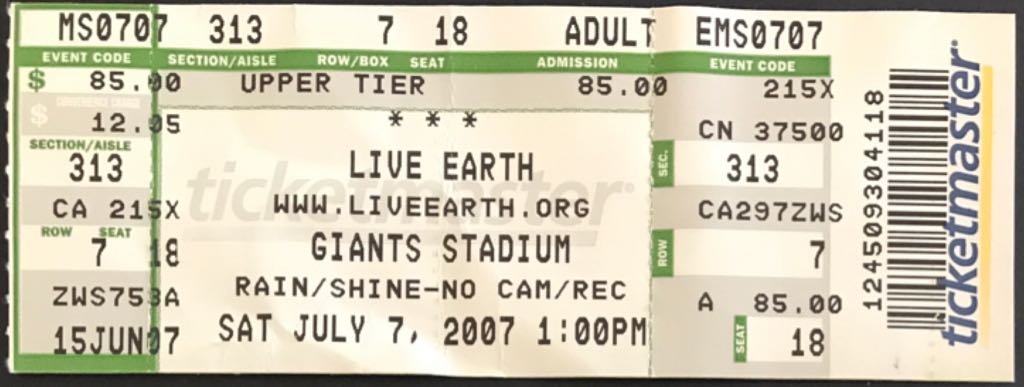 MS0707 313 7 18 ADULT EMS0707
EVENT CODE SECTION/AISLE ROW/BOX SEAT ADMISSION EVENT CODE
$ 85.00 UPPER TIER 85.00 215X
CONVENIENCE CHARGE
$ 12.05 * * * CN 37500
SECTION/AISLE
313 LIVE EARTH SEC. 313
ticketmaster
CA 215X WWW.LIVEEARTH.ORG CA297ZWS
ROW SEAT
7 18 GIANTS STADIUM ROW 7
ZWS753A RAIN/SHINE-NO CAM/REC A 85.00
15JUN07 SAT JULY 7, 2007 1:00PM SEAT 18
124509304118
ticketmaster